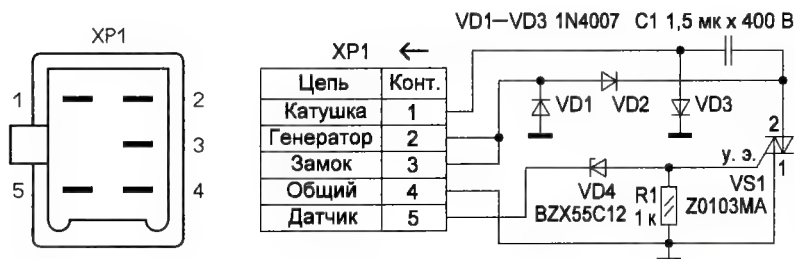 VD1–VD3 1N4007 C1 1,5 мк x 400 В
XP1
1
2
3
5
4
XP1
Цепь Конт.
Катушка 1
Генератор 2
Замок 3
Общий 4
Датчик 5
VD1
VD2
VD3
VD4
BZX55C12
R1
1 к
у. э.
2
1
VS1
Z0103MA